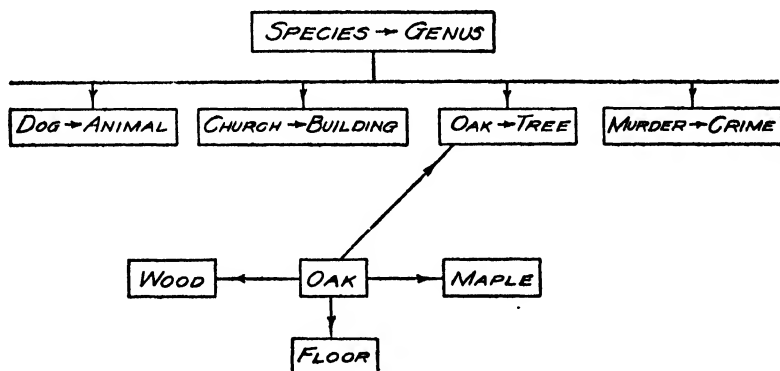 SPECIES → GENUS
DOG → ANIMAL
CHURCH → BUILDING
OAK → TREE
MURDER → CRIME
WOOD
OAK
MAPLE
FLOOR